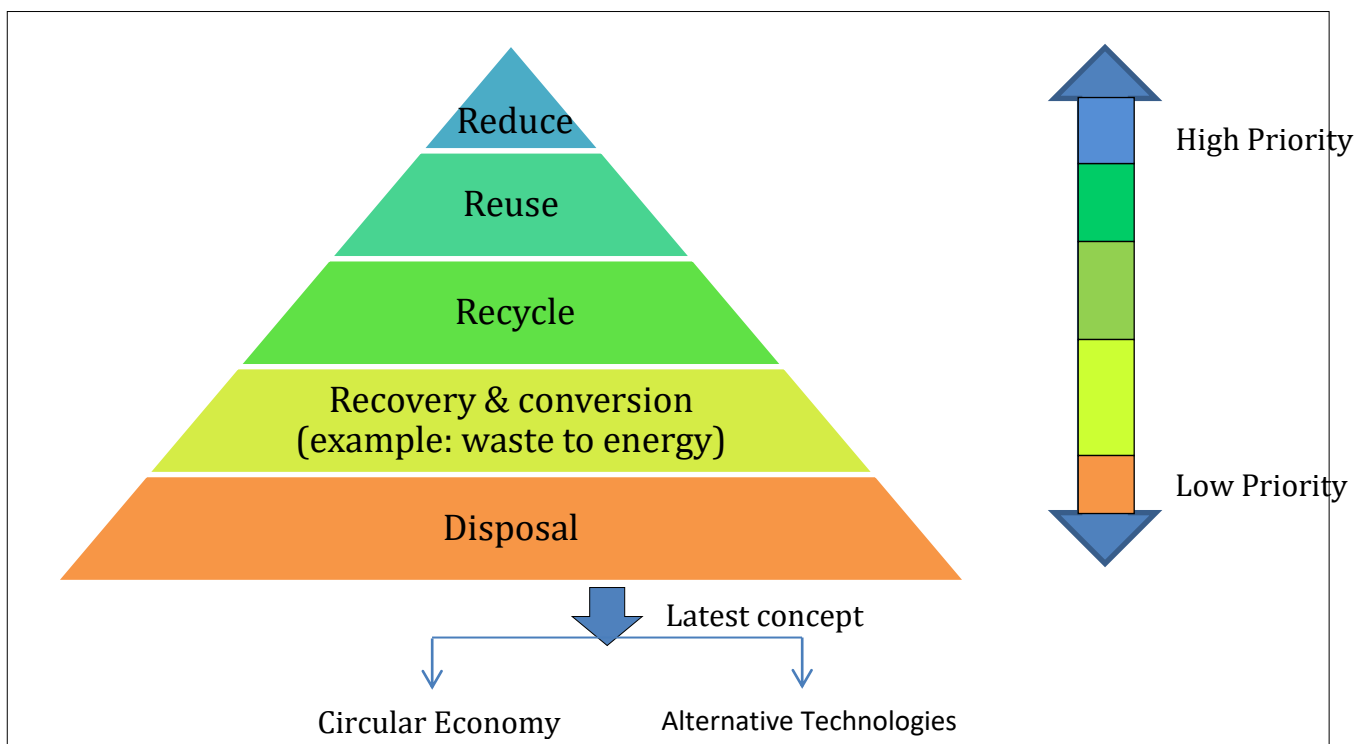 Reduce
High Priority
Reuse
Recycle
Recovery & conversion
(example: waste to energy)
Low Priority
Disposal
Latest concept
Circular Economy
Alternative Technologies